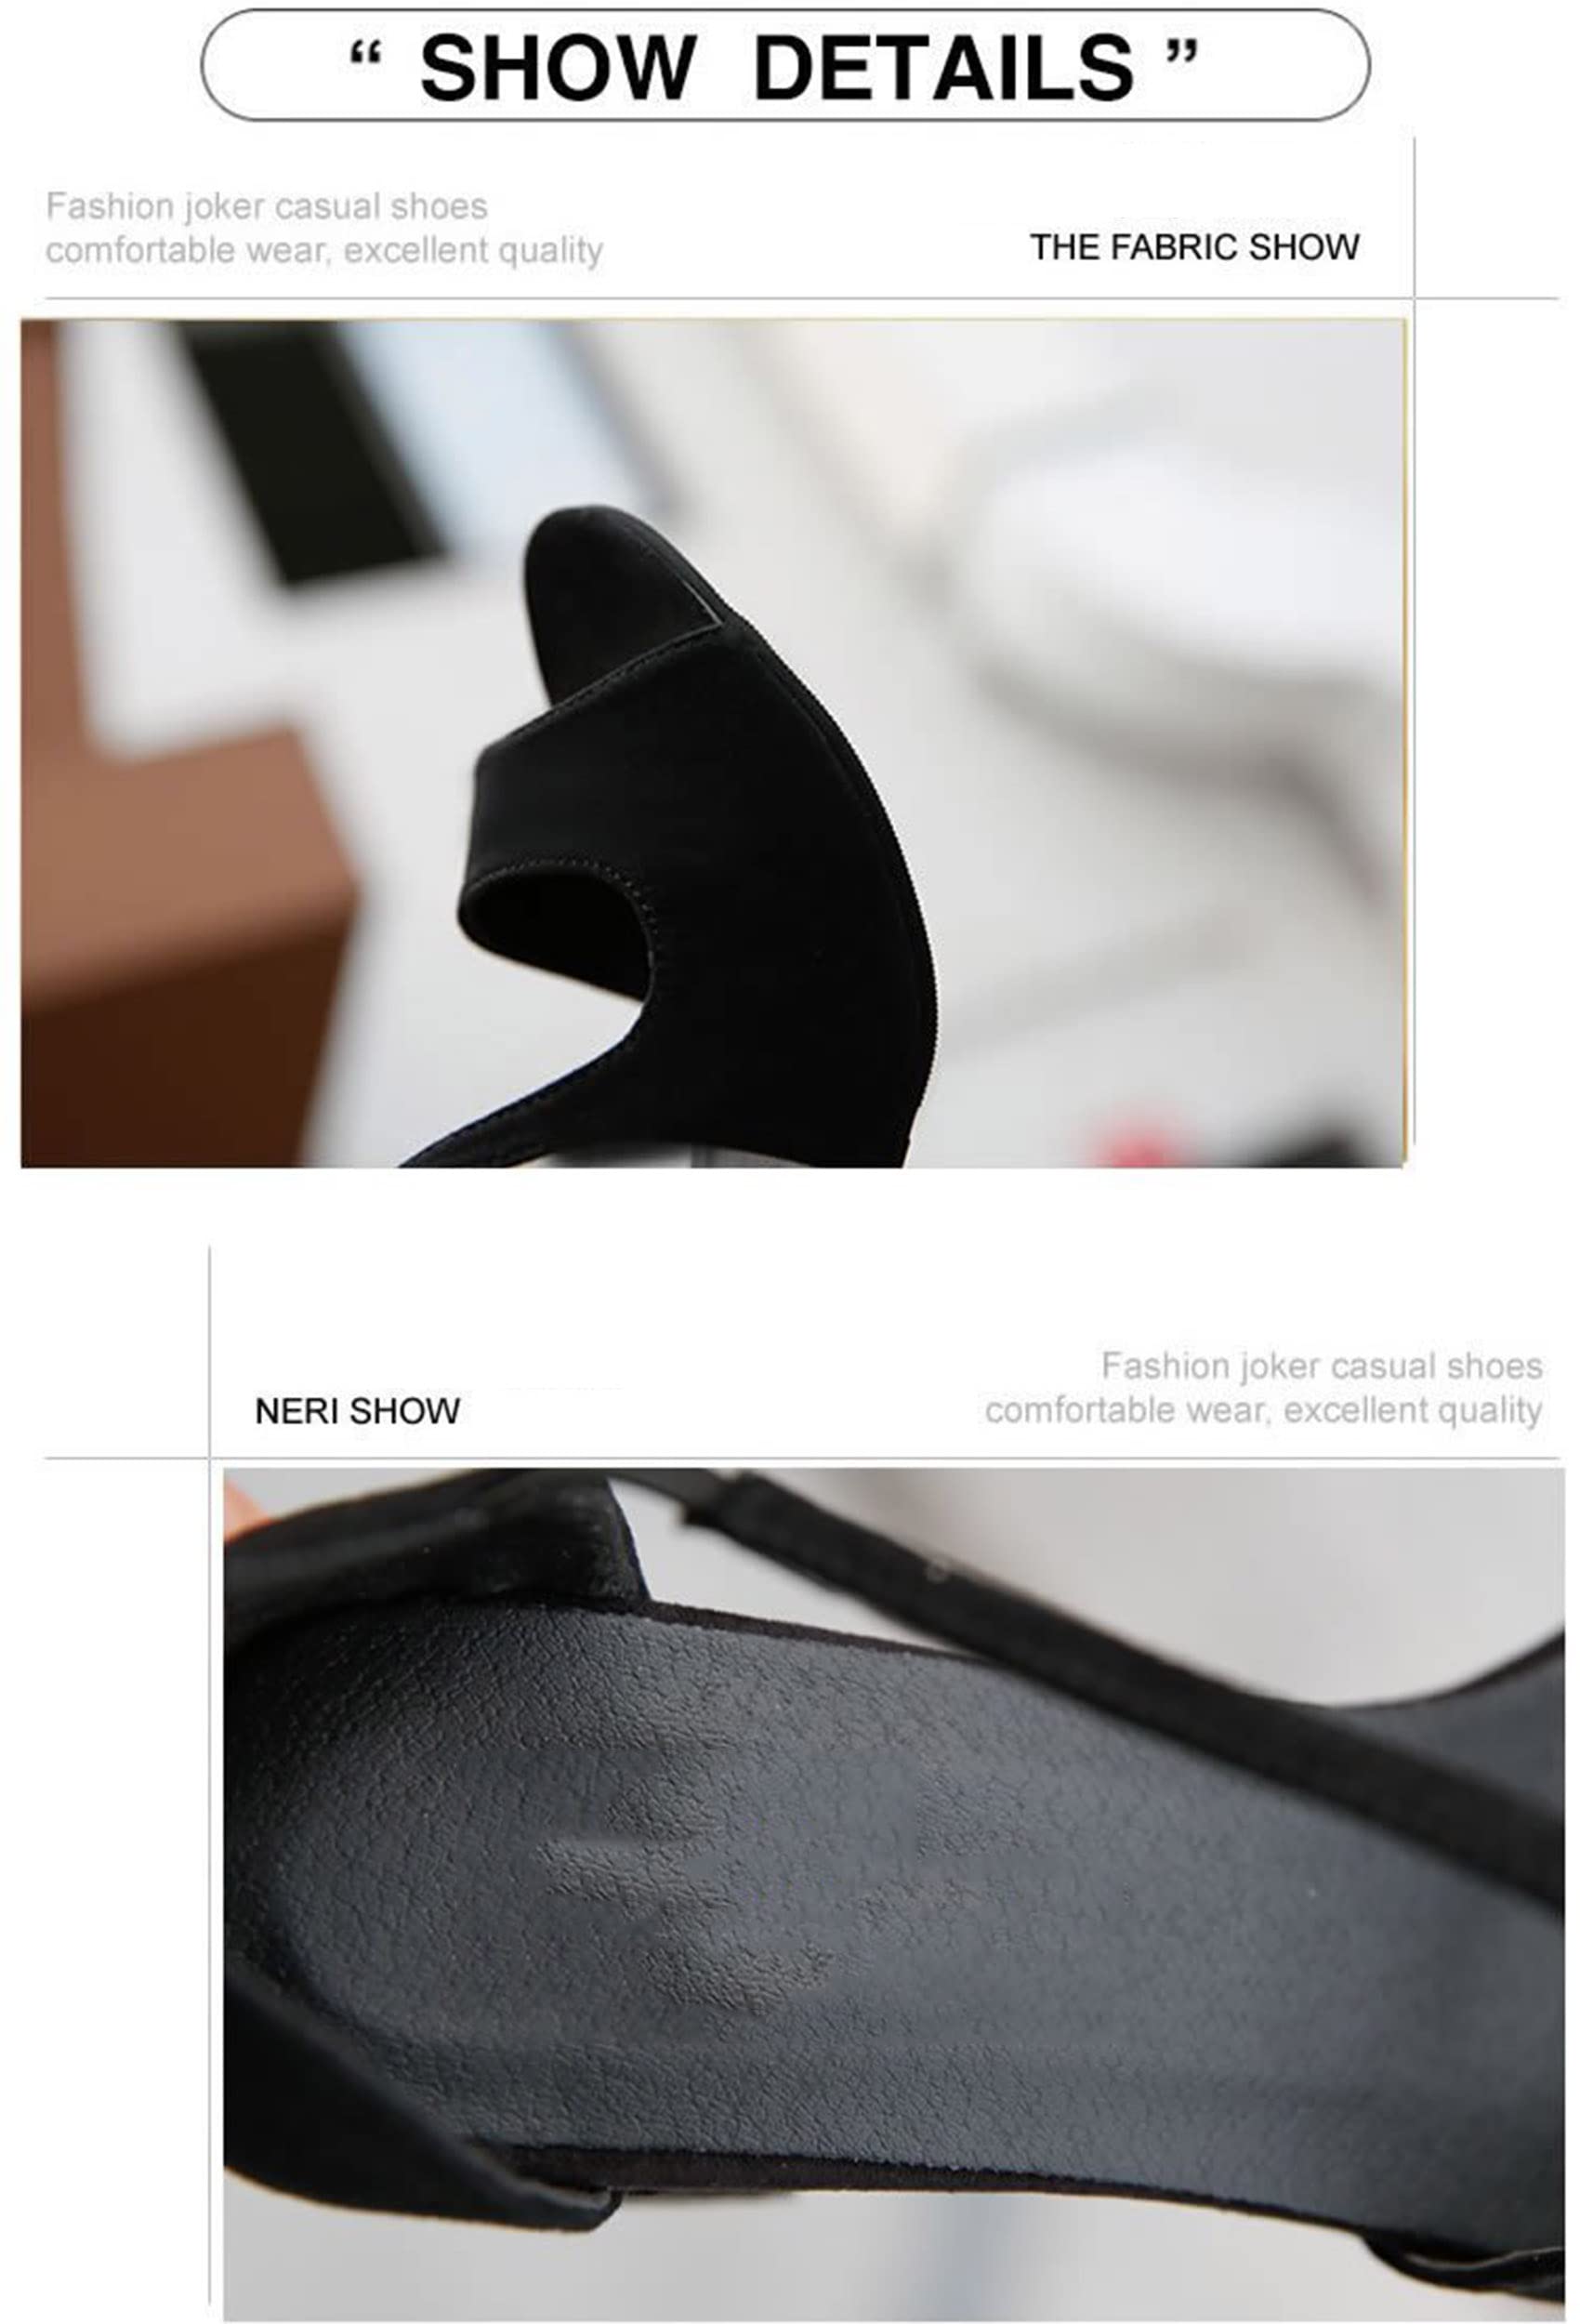 “ SHOW DETAILS ”
Fashion joker casual shoes
comfortable wear, excellent quality
THE FABRIC SHOW
Fashion joker casual shoes
comfortable wear, excellent quality
NERI SHOW